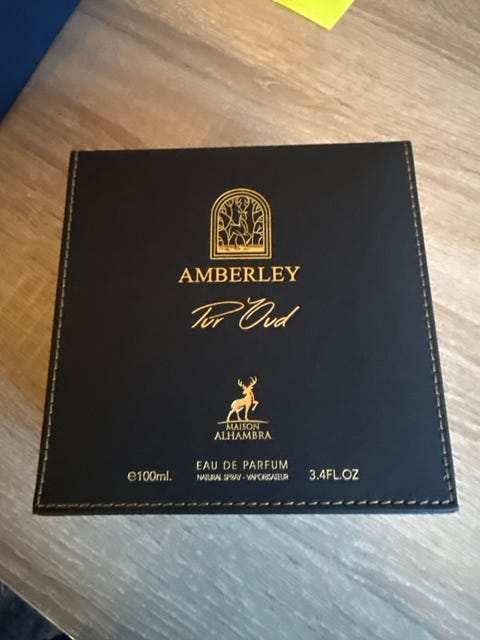 AMBERLEY
Pur Oud
MAISON
ALHAMBRA
EAU DE PARFUM
℮100ml. NATURAL SPRAY - VAPORISATEUR 3.4FL.OZ